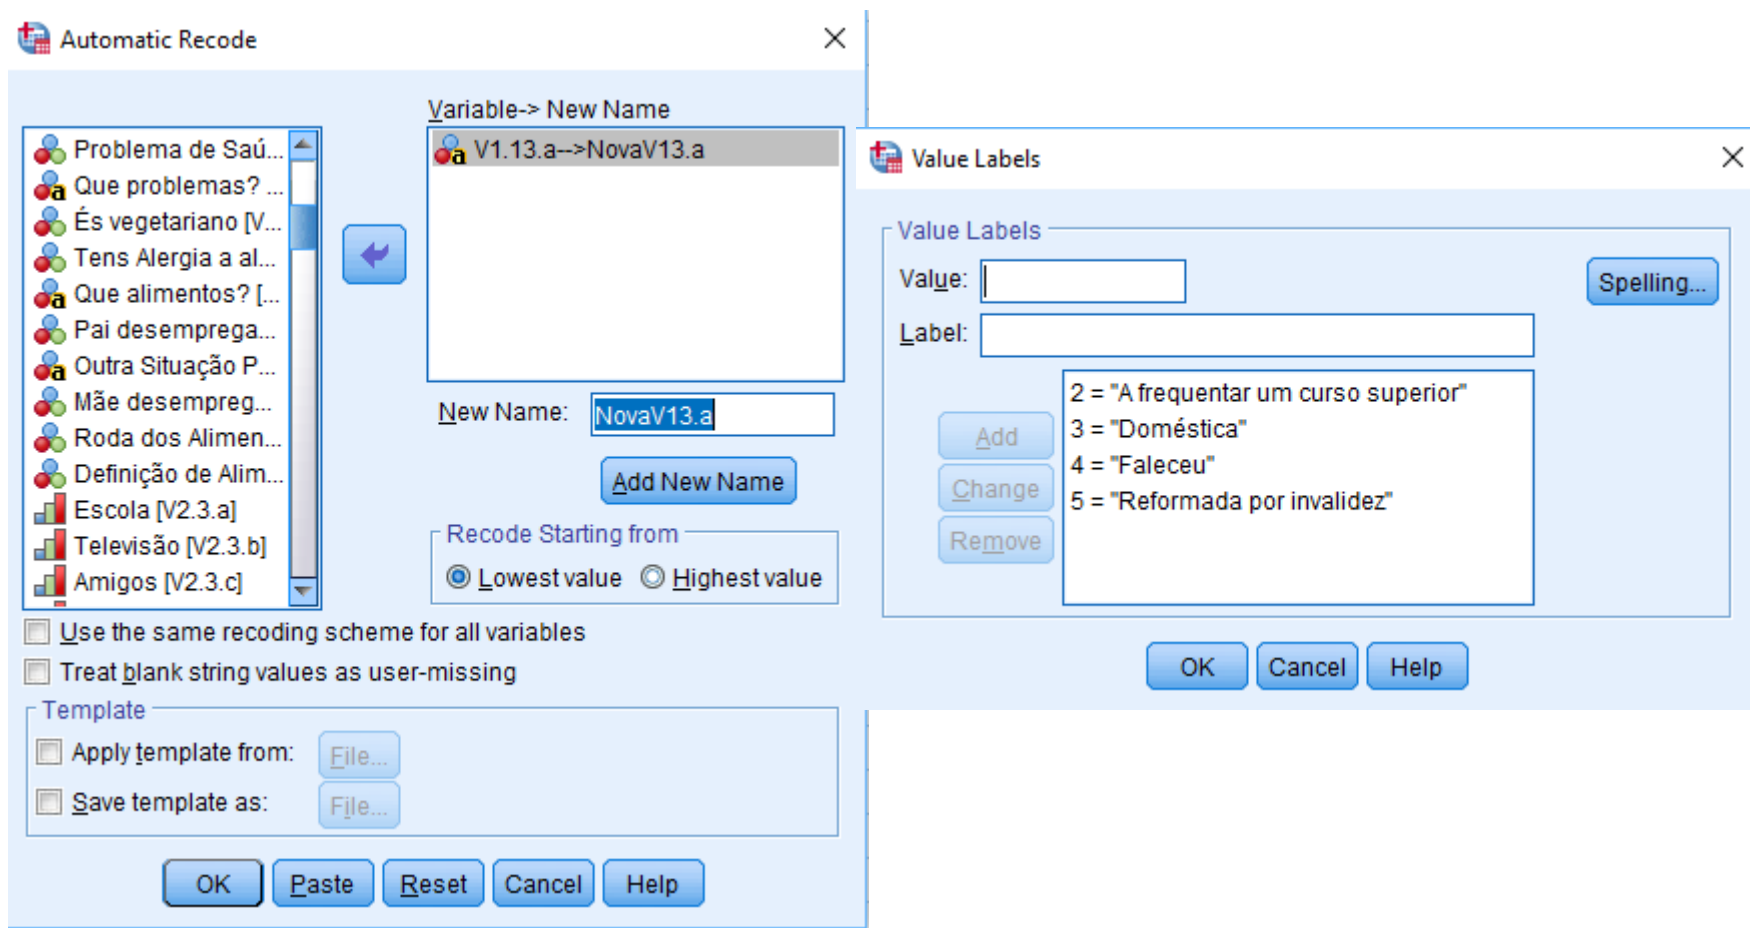 Automatic Recode
Variable-> New Name
Problema de Saú...
Que problemas? ...
És vegetariano [V...
Tens Alergia a al...
Que alimentos? [...
Pai desemprega...
Outra Situação P...
Mãe desempreg...
Roda dos Alimen...
Definição de Alim...
Escola [V2.3.a]
Televisão [V2.3.b]
Amigos [V2.3.c]
V1.13.a-->NovaV13.a
New Name: NovaV13.a
Add New Name
Recode Starting from
Lowest value Highest value
Use the same recoding scheme for all variables
Treat blank string values as user-missing
Template
Apply template from: File...
Save template as: File...
OK Paste Reset Cancel Help
Value Labels
Value Labels
Value: Spelling...
Label:
Add
Change
Remove
2 = "A frequentar um curso superior"
3 = "Doméstica"
4 = "Faleceu"
5 = "Reformada por invalidez"
OK Cancel Help